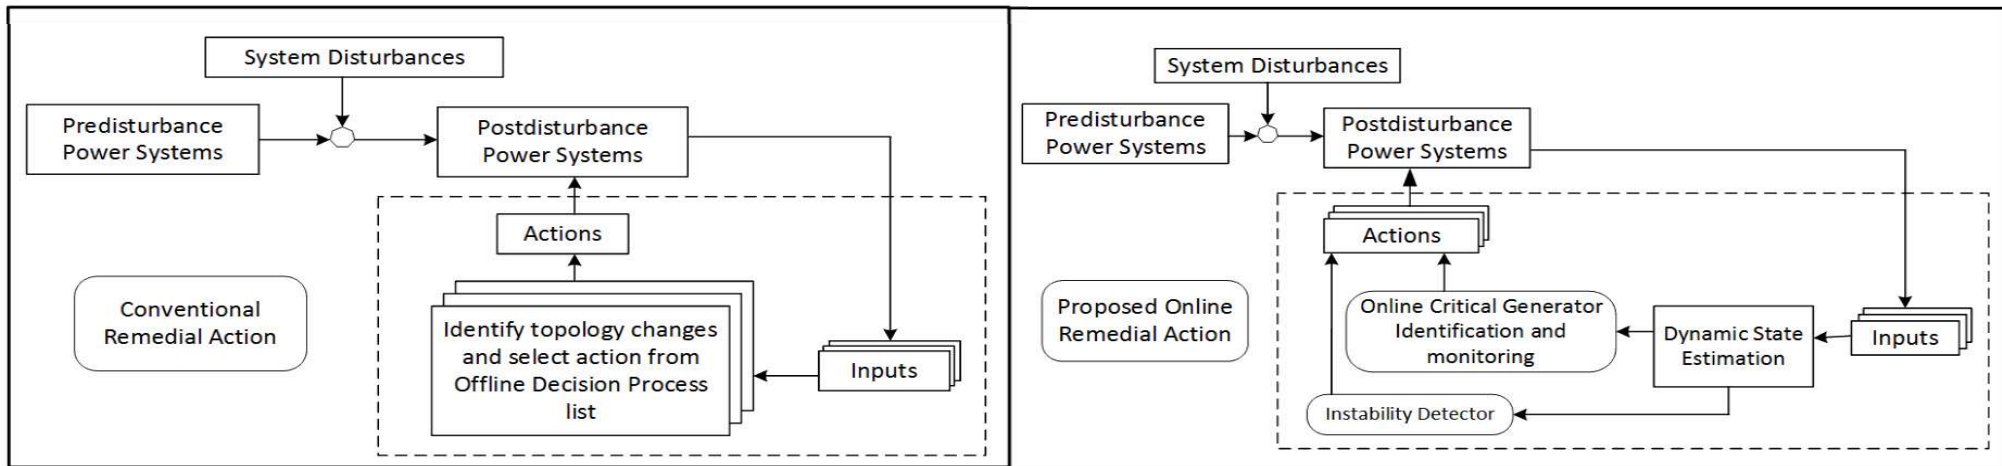 System Disturbances
Predisturbance
Power Systems
Postdisturbance
Power Systems
Actions
Conventional
Remedial Action
Identify topology changes
and select action from
Offline Decision Process
list
Inputs
System Disturbances
Predisturbance
Power Systems
Postdisturbance
Power Systems
Actions
Proposed Online
Remedial Action
Online Critical Generator
Identification and
monitoring
Dynamic State
Estimation
Inputs
Instability Detector